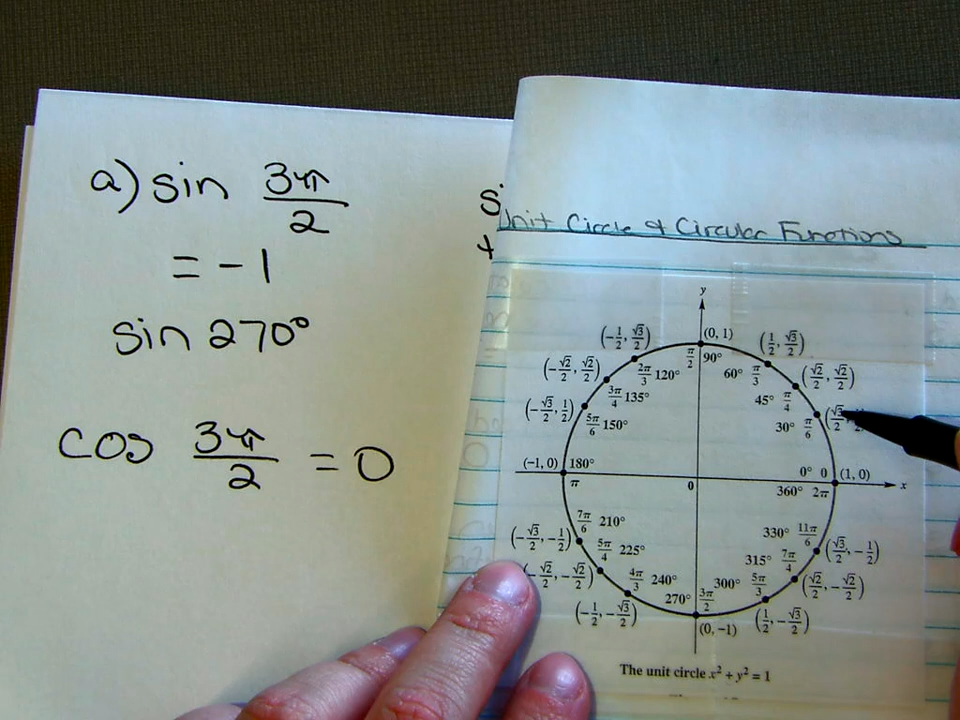 a) sin 3π/2
= -1
sin 270°
cos 3π/2 = 0
Unit Circle & Circular Functions
y
(0, 1)
(-1/2, √3/2)
(1/2, √3/2)
π/2 90°
(-√2/2, √2/2)
2π/3 120°
60° π/3
(√2/2, √2/2)
3π/4 135°
45° π/4
(-√3/2, 1/2)
5π/6 150°
30° π/6
(-1, 0) 180°
π
0
0° 0 (1, 0)
360° 2π
x
7π/6 210°
330° 11π/6
(-√3/2, -1/2)
(√3/2, -1/2)
5π/4 225°
315° 7π/4
(-√2/2, -√2/2)
(√2/2, -√2/2)
4π/3 240°
300° 5π/3
270° 3π/2
(-1/2, -√3/2)
(0, -1)
(1/2, -√3/2)
The unit circle x² + y² = 1